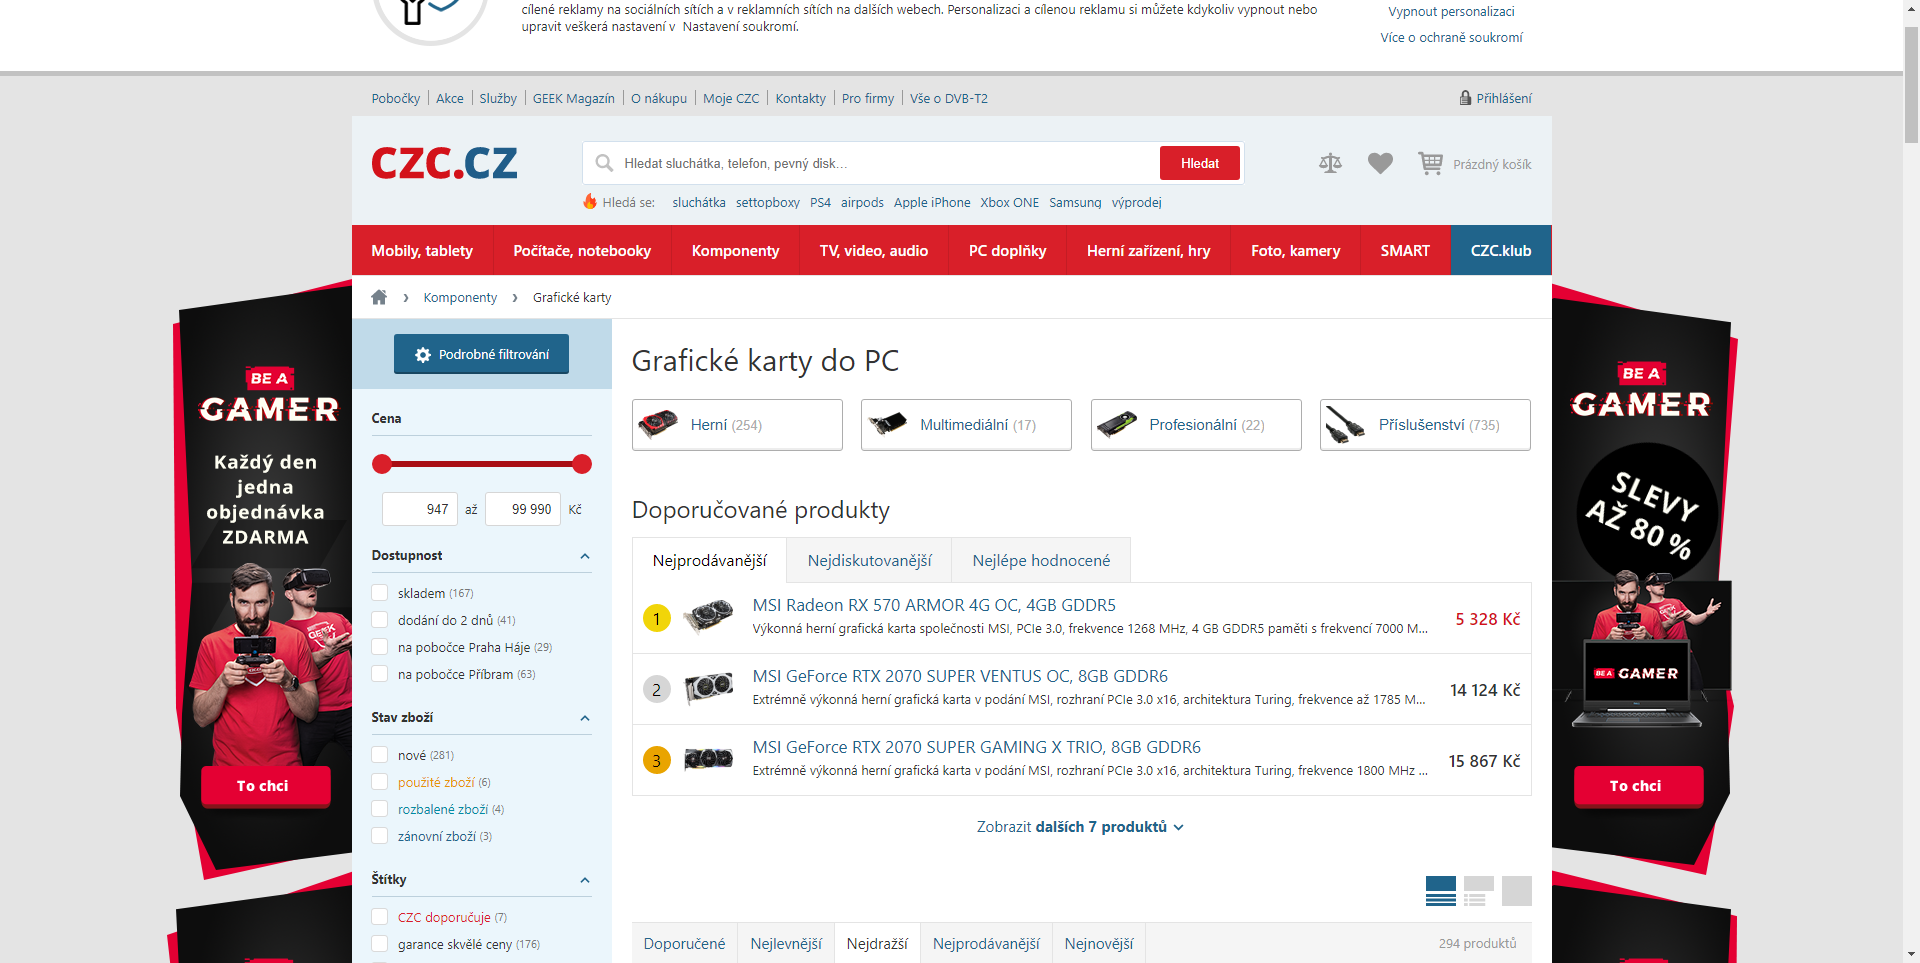 cílené reklamy na sociálních sítích a v reklamních sítích na dalších webech. Personalizaci a cílenou reklamu si můžete kdykoliv vypnout nebo
upravit veškerá nastavení v Nastavení soukromí.
Vypnout personalizaci
Více o ochraně soukromí
Pobočky
Akce
Služby
GEEK Magazín
O nákupu
Moje CZC
Kontakty
Pro firmy
Vše o DVB-T2
Přihlášení
CZC.CZ
Hledat sluchátka, telefon, pevný disk...
Hledat
Prázdný košík
Hledá se: sluchátka settopboxy PS4 airpods Apple iPhone Xbox ONE Samsung výprodej
Mobily, tablety
Počítače, notebooky
Komponenty
TV, video, audio
PC doplňky
Herní zařízení, hry
Foto, kamery
SMART
CZC.klub
Komponenty › Grafické karty
BE A
GAMER
Každý den
jedna
objednávka
ZDARMA
To chci
Podrobné filtrování
Cena
947 až 99 990 Kč
Dostupnost
skladem (167)
dodání do 2 dnů (41)
na pobočce Praha Háje (29)
na pobočce Příbram (63)
Stav zboží
nové (281)
použité zboží (6)
rozbalené zboží (4)
zánovní zboží (3)
Štítky
CZC doporučuje (7)
garance skvělé ceny (176)
Grafické karty do PC
Herní (254)
Multimediální (17)
Profesionální (22)
Příslušenství (735)
Doporučované produkty
Nejprodávanější
Nejdiskutovanější
Nejlépe hodnocené
1
MSI Radeon RX 570 ARMOR 4G OC, 4GB GDDR5
Výkonná herní grafická karta společnosti MSI, PCIe 3.0, frekvence 1268 MHz, 4 GB GDDR5 paměti s frekvencí 7000 M...
5 328 Kč
2
MSI GeForce RTX 2070 SUPER VENTUS OC, 8GB GDDR6
Extrémně výkonná herní grafická karta v podání MSI, rozhraní PCIe 3.0 x16, architektura Turing, frekvence až 1785 M...
14 124 Kč
3
MSI GeForce RTX 2070 SUPER GAMING X TRIO, 8GB GDDR6
Extrémně výkonná herní grafická karta v podání MSI, rozhraní PCIe 3.0 x16, architektura Turing, frekvence 1800 MHz ...
15 867 Kč
Zobrazit dalších 7 produktů
Doporučené
Nejlevnější
Nejdražší
Nejprodávanější
Nejnovější
294 produktů
BE A
GAMER
SLEVY
AŽ 80 %
BE A GAMER
To chci